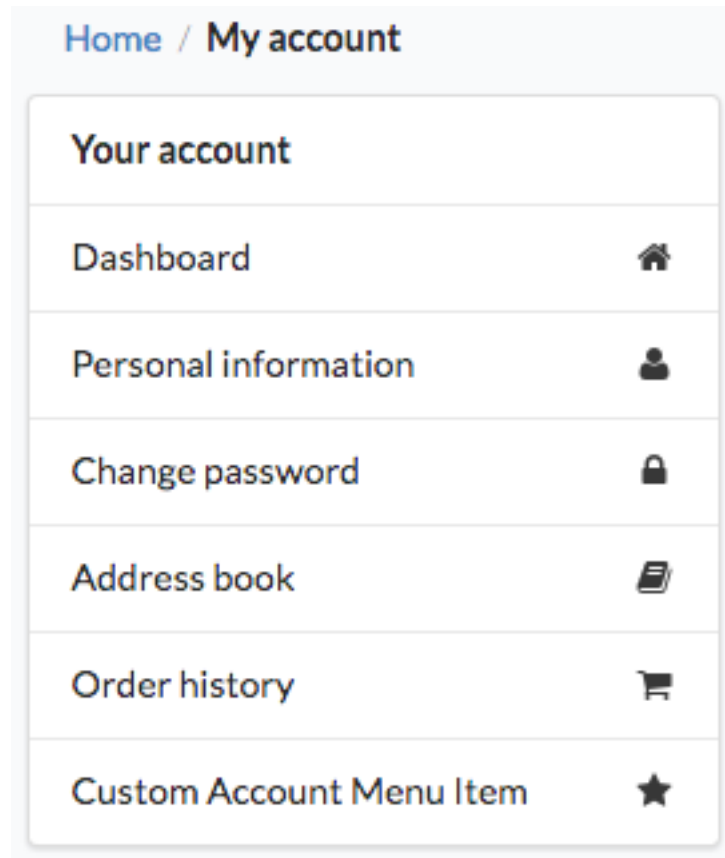 Home / My account
Your account
Dashboard
Personal information
Change password
Address book
Order history
Custom Account Menu Item